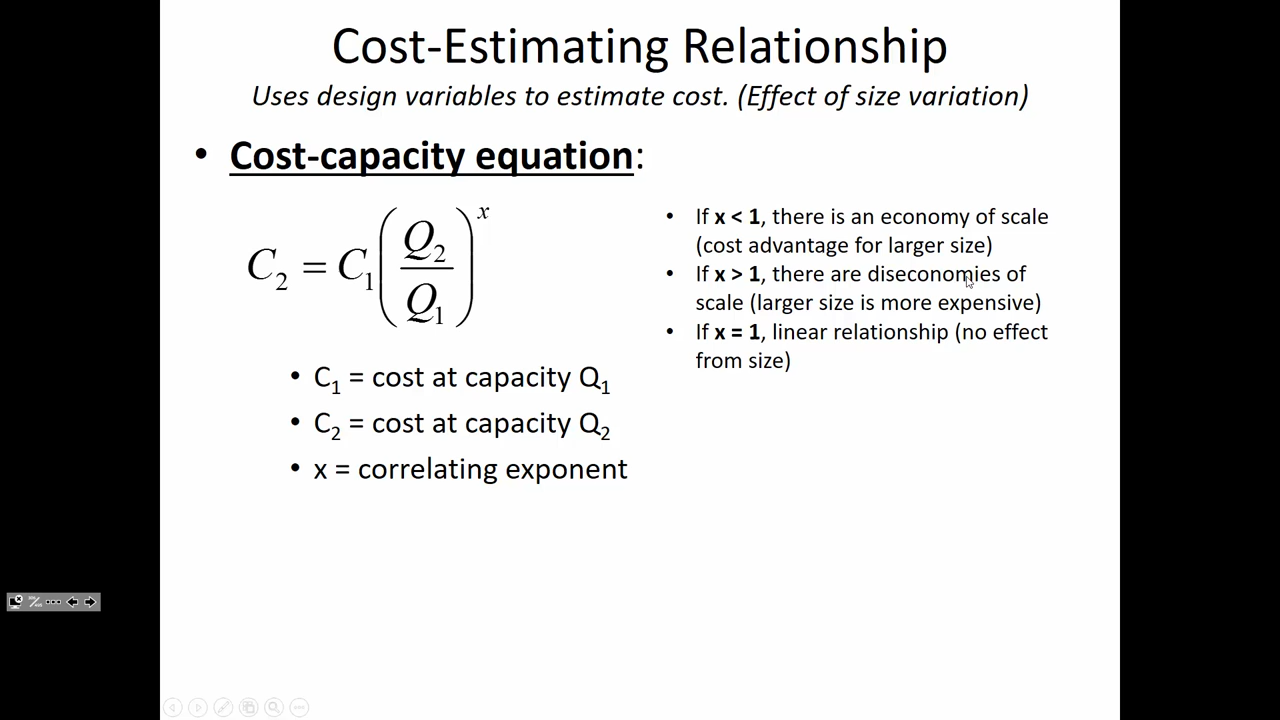 Cost-Estimating Relationship
Uses design variables to estimate cost. (Effect of size variation)
• Cost-capacity equation:
C₂ = C₁(Q₂/Q₁)ˣ
• C₁ = cost at capacity Q₁
• C₂ = cost at capacity Q₂
• x = correlating exponent
• If x < 1, there is an economy of scale
(cost advantage for larger size)
• If x > 1, there are diseconomies of
scale (larger size is more expensive)
• If x = 1, linear relationship (no effect
from size)